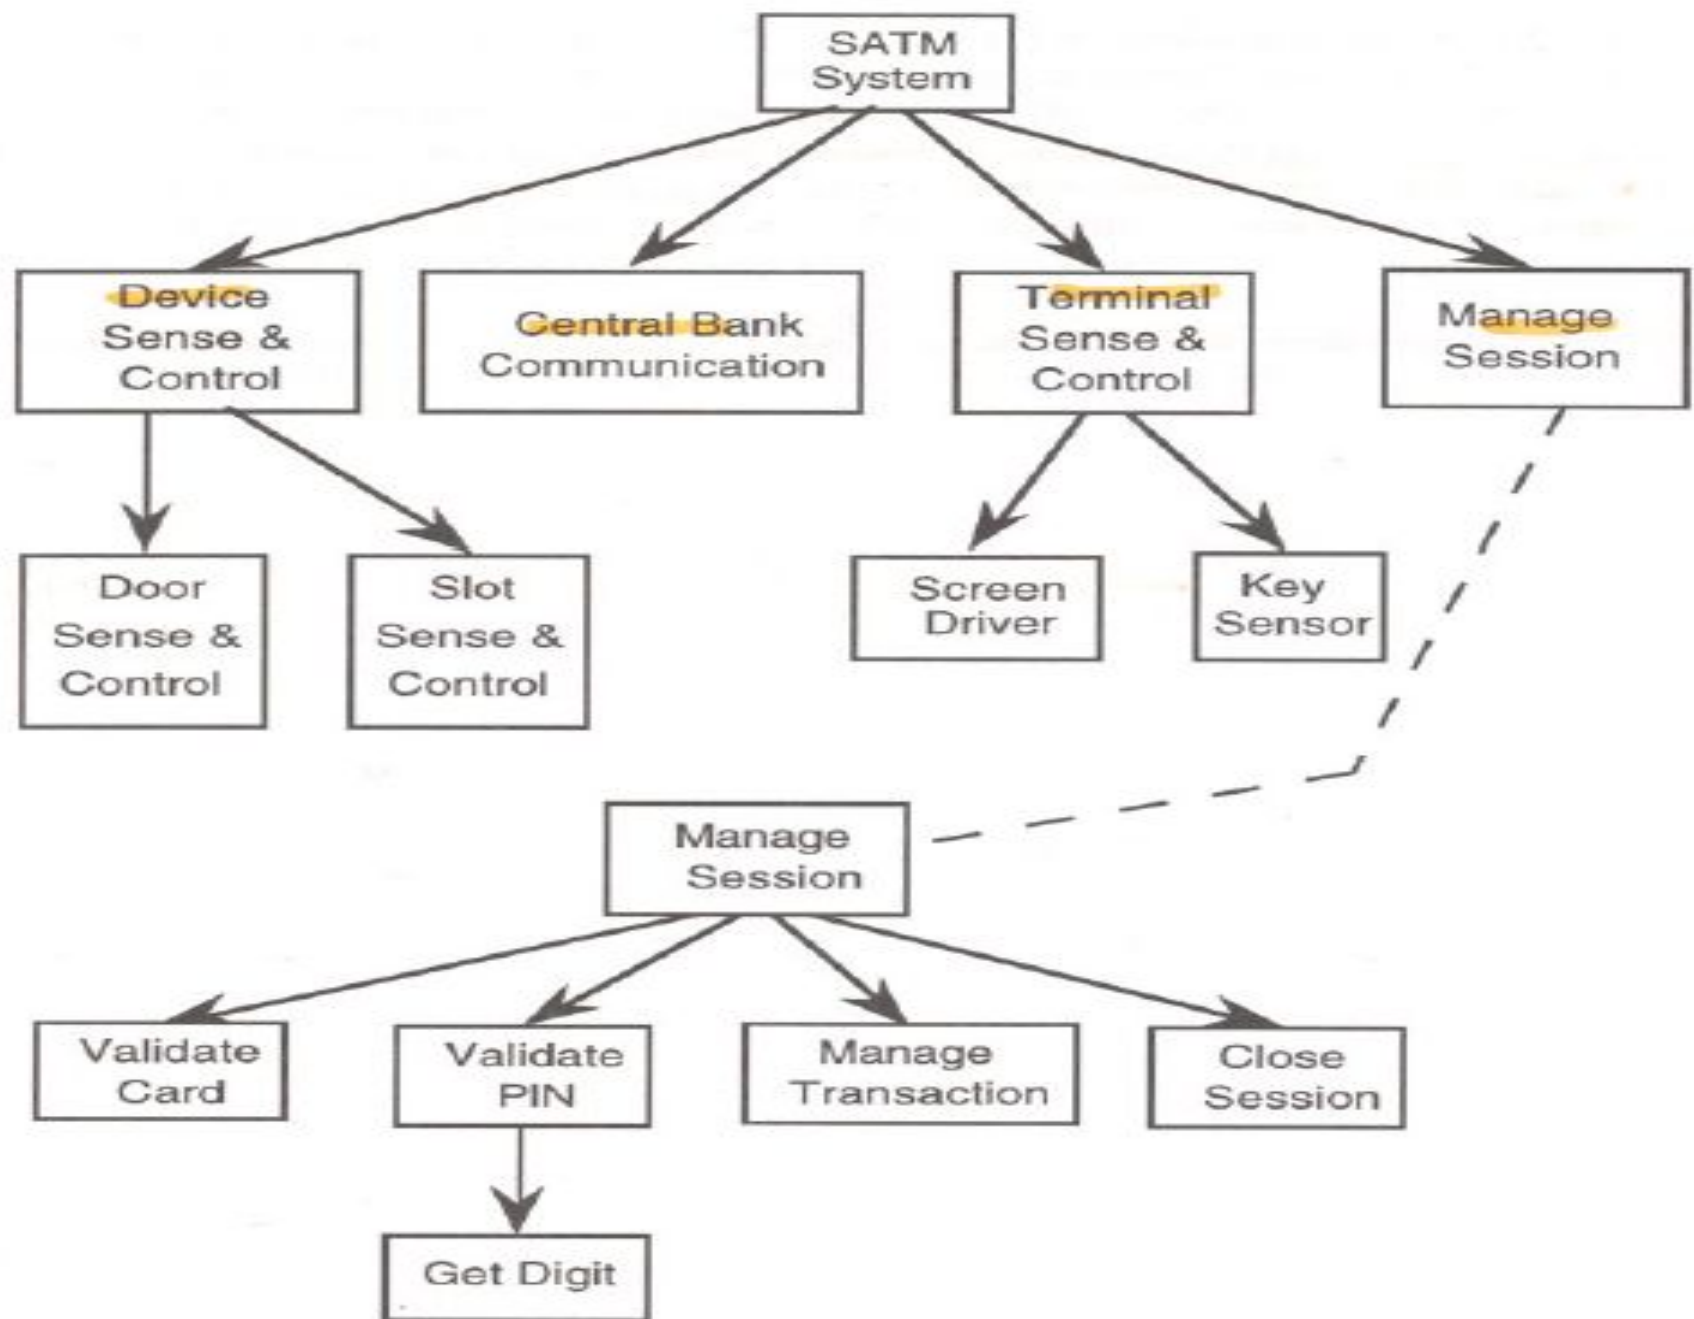 SATM
System
Device
Sense &
Control
Central Bank
Communication
Terminal
Sense &
Control
Manage
Session
Door
Sense &
Control
Slot
Sense &
Control
Screen
Driver
Key
Sensor
Manage
Session
Validate
Card
Validate
PIN
Manage
Transaction
Close
Session
Get Digit